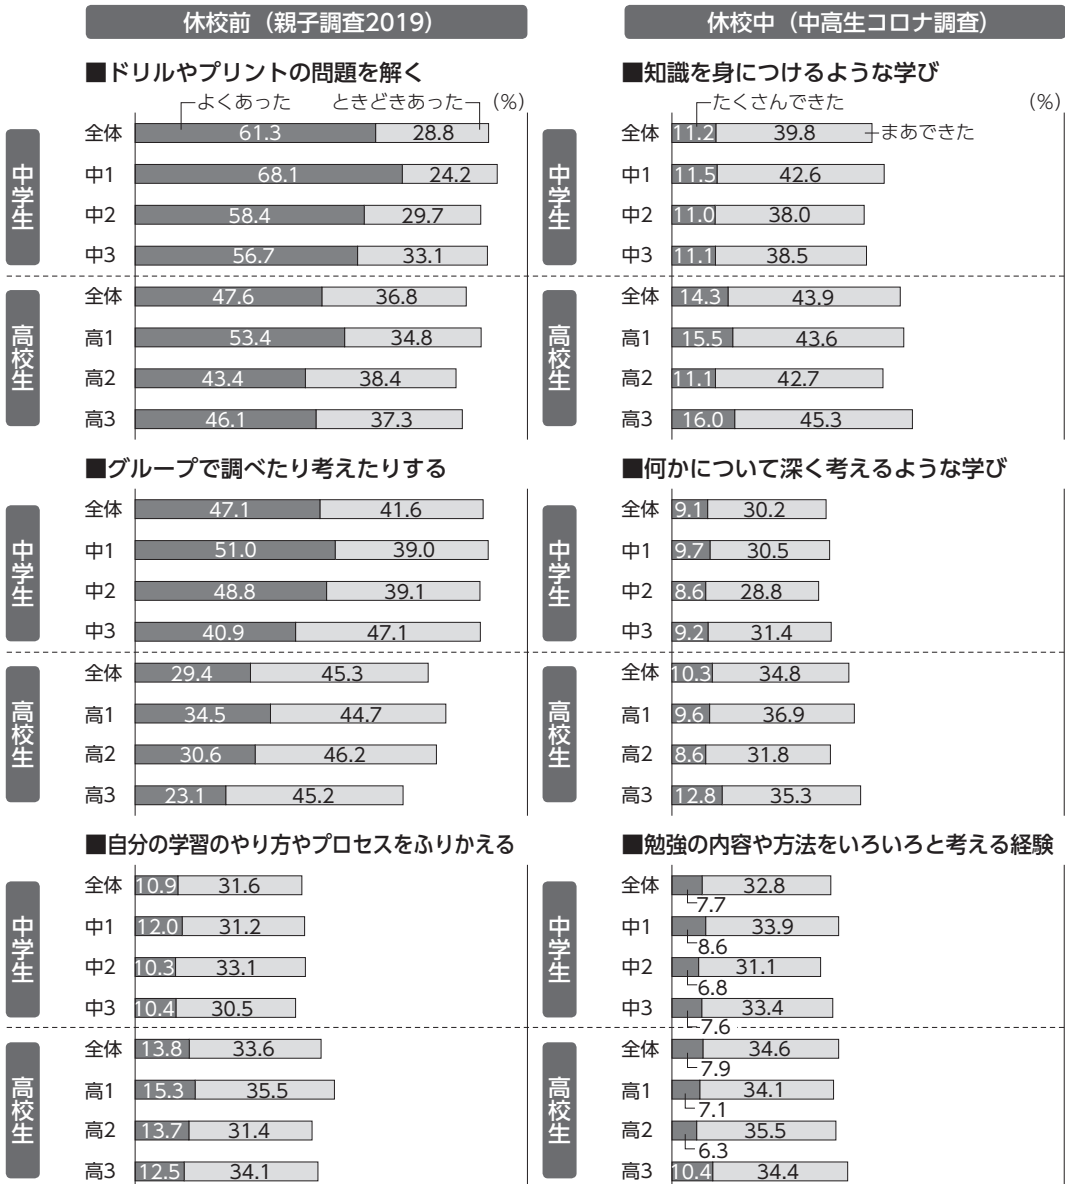 休校前（親子調査2019）
■ドリルやプリントの問題を解く
よくあった ときどきあった (%)
中学生
全体 61.3 28.8
中1 68.1 24.2
中2 58.4 29.7
中3 56.7 33.1
高校生
全体 47.6 36.8
高1 53.4 34.8
高2 43.4 38.4
高3 46.1 37.3
■グループで調べたり考えたりする
中学生
全体 47.1 41.6
中1 51.0 39.0
中2 48.8 39.1
中3 40.9 47.1
高校生
全体 29.4 45.3
高1 34.5 44.7
高2 30.6 46.2
高3 23.1 45.2
■自分の学習のやり方やプロセスをふりかえる
中学生
全体 10.9 31.6
中1 12.0 31.2
中2 10.3 33.1
中3 10.4 30.5
高校生
全体 13.8 33.6
高1 15.3 35.5
高2 13.7 31.4
高3 12.5 34.1
休校中（中高生コロナ調査）
■知識を身につけるような学び
たくさんできた (%)
中学生
全体 11.2 39.8 まあできた
中1 11.5 42.6
中2 11.0 38.0
中3 11.1 38.5
高校生
全体 14.3 43.9
高1 15.5 43.6
高2 11.1 42.7
高3 16.0 45.3
■何かについて深く考えるような学び
中学生
全体 9.1 30.2
中1 9.7 30.5
中2 8.6 28.8
中3 9.2 31.4
高校生
全体 10.3 34.8
高1 9.6 36.9
高2 8.6 31.8
高3 12.8 35.3
■勉強の内容や方法をいろいろと考える経験
中学生
全体 7.7 32.8
中1 8.6 33.9
中2 6.8 31.1
中3 7.6 33.4
高校生
全体 7.9 34.6
高1 7.1 34.1
高2 6.3 35.5
高3 10.4 34.4